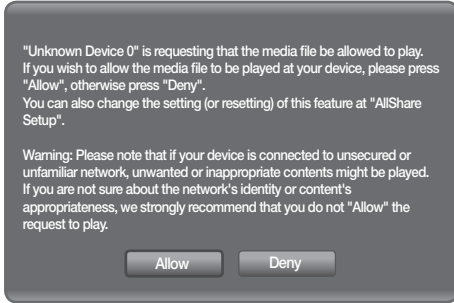 "Unknown Device 0" is requesting that the media file be allowed to play.
If you wish to allow the media file to be played at your device, please press
"Allow", otherwise press "Deny".
You can also change the setting (or resetting) of this feature at "AllShare
Setup".
Warning: Please note that if your device is connected to unsecured or
unfamiliar network, unwanted or inappropriate contents might be played.
If you are not sure about the network's identity or content's
appropriateness, we strongly recommend that you do not "Allow" the
request to play.
Allow Deny